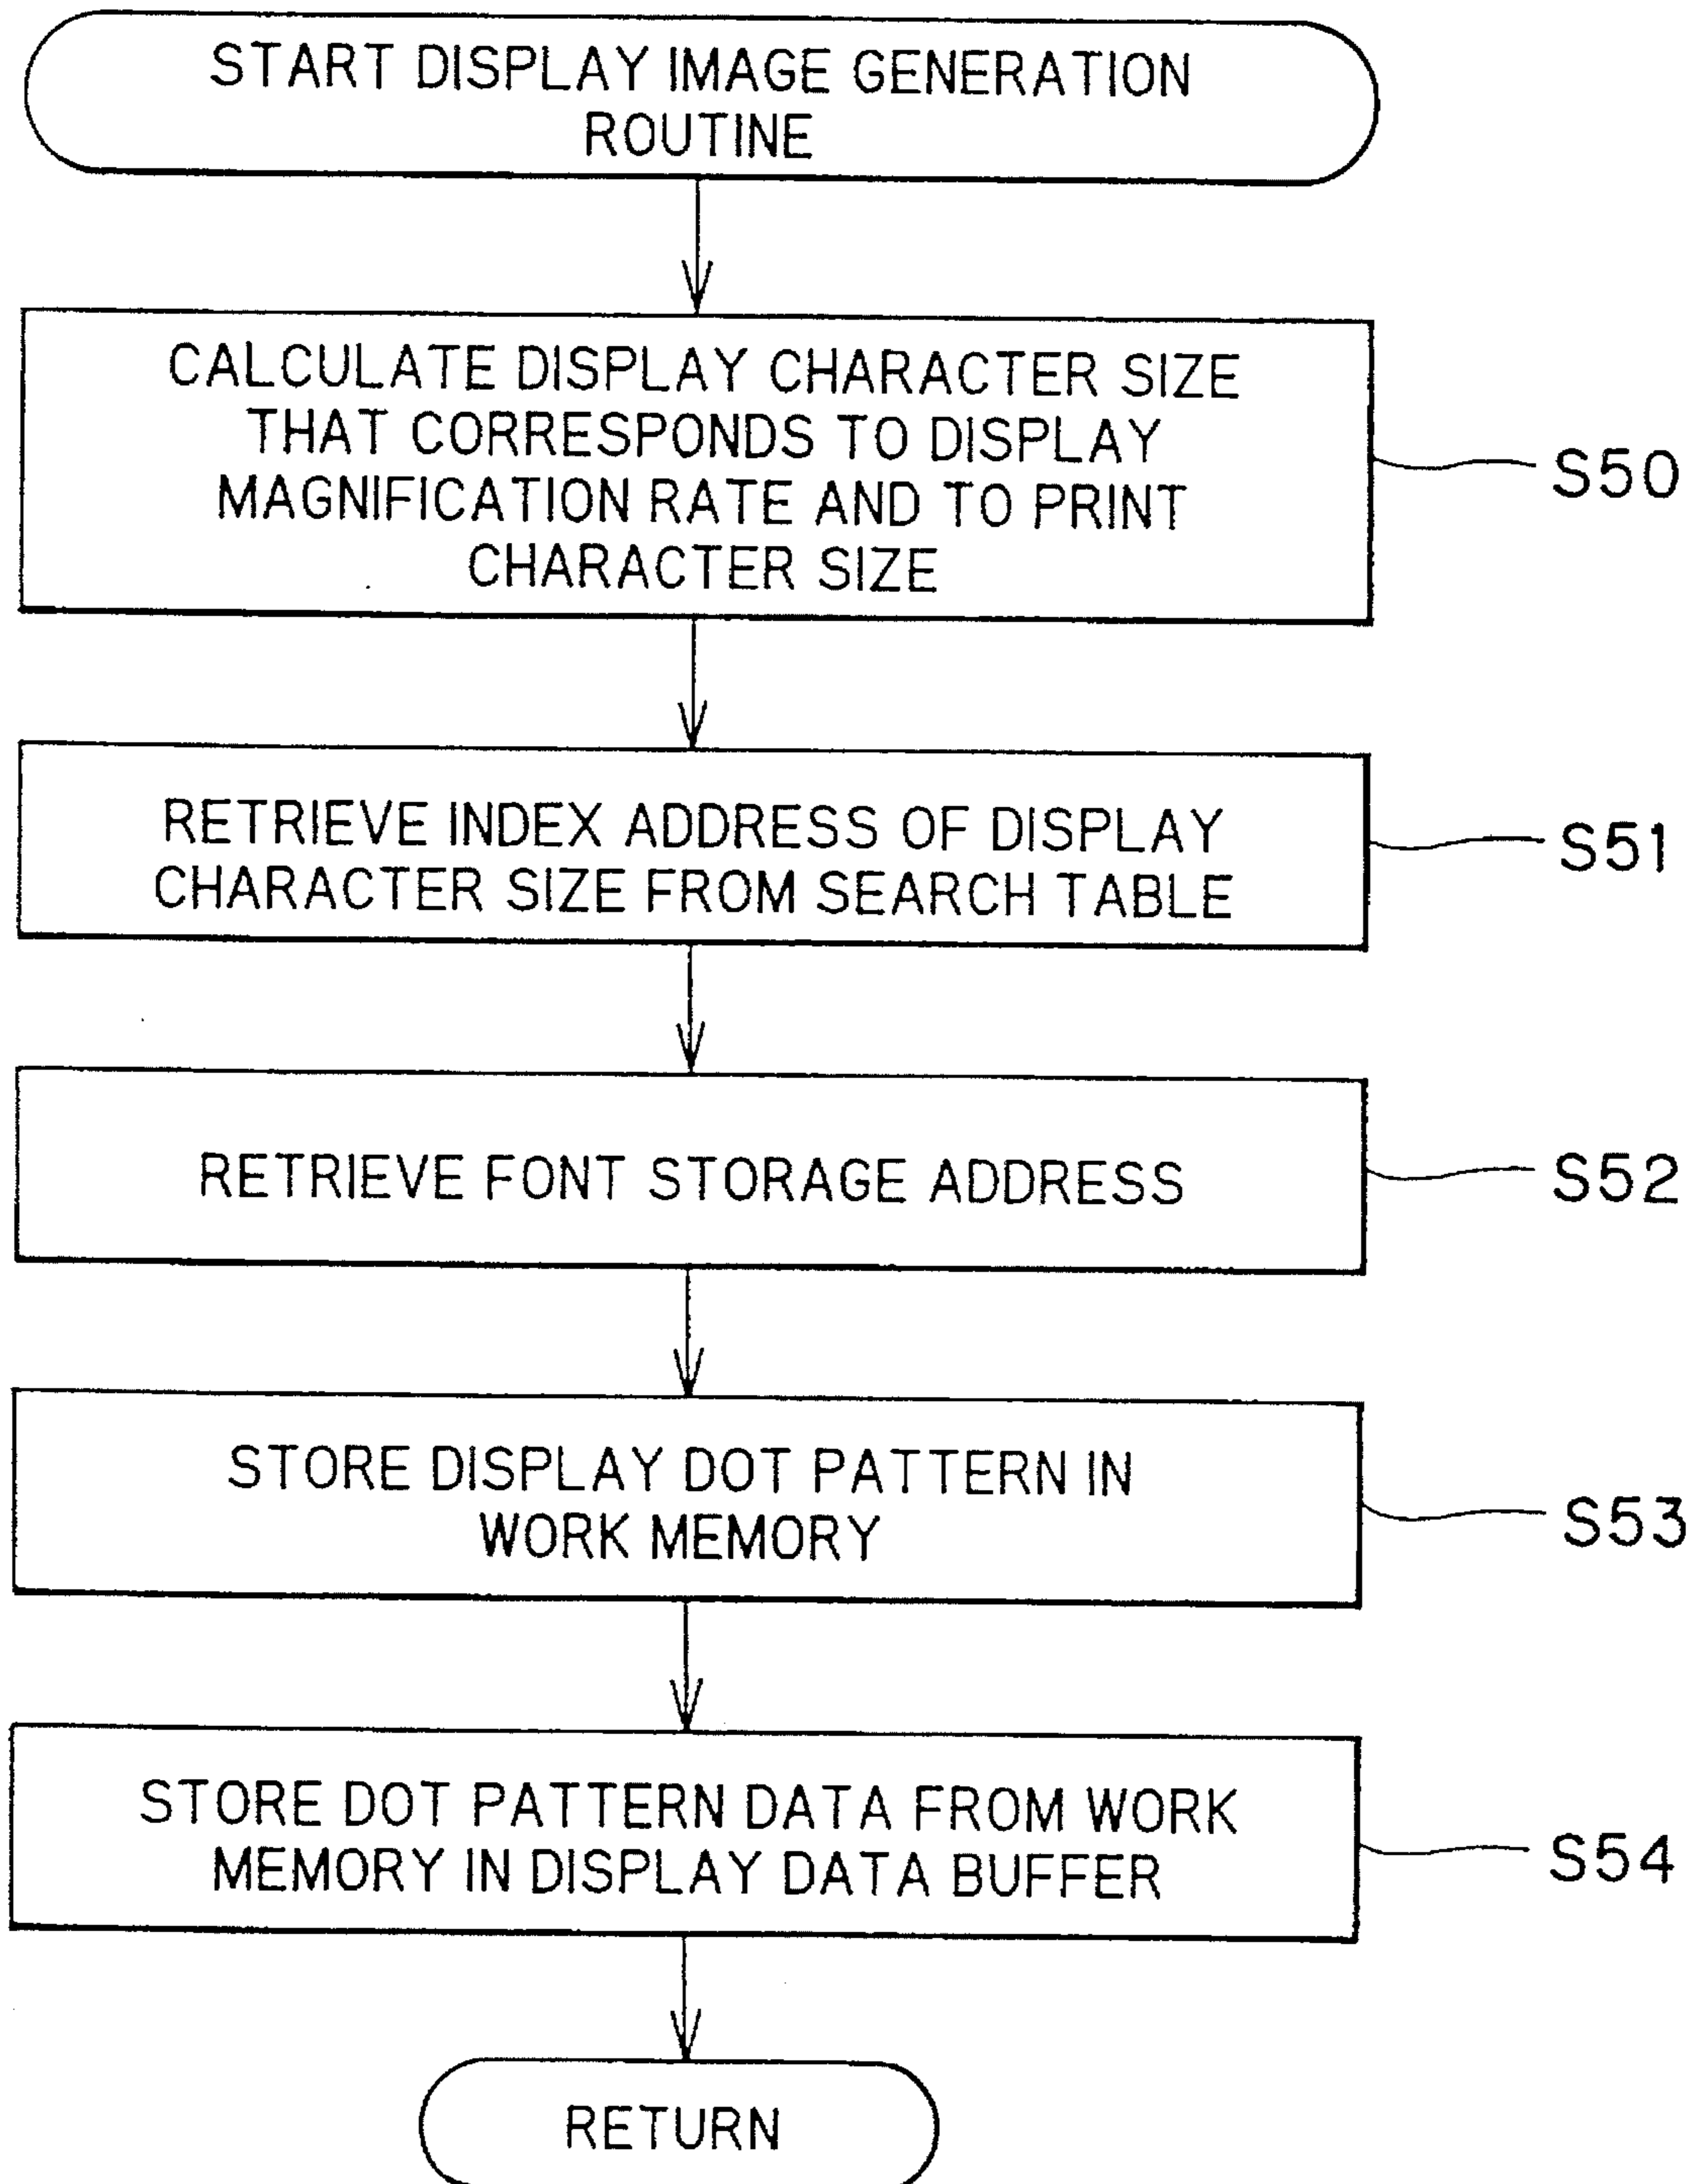 START DISPLAY IMAGE GENERATION
ROUTINE
CALCULATE DISPLAY CHARACTER SIZE
THAT CORRESPONDS TO DISPLAY
MAGNIFICATION RATE AND TO PRINT
CHARACTER SIZE
S50
RETRIEVE INDEX ADDRESS OF DISPLAY
CHARACTER SIZE FROM SEARCH TABLE
S51
RETRIEVE FONT STORAGE ADDRESS
S52
STORE DISPLAY DOT PATTERN IN
WORK MEMORY
S53
STORE DOT PATTERN DATA FROM WORK
MEMORY IN DISPLAY DATA BUFFER
S54
RETURN